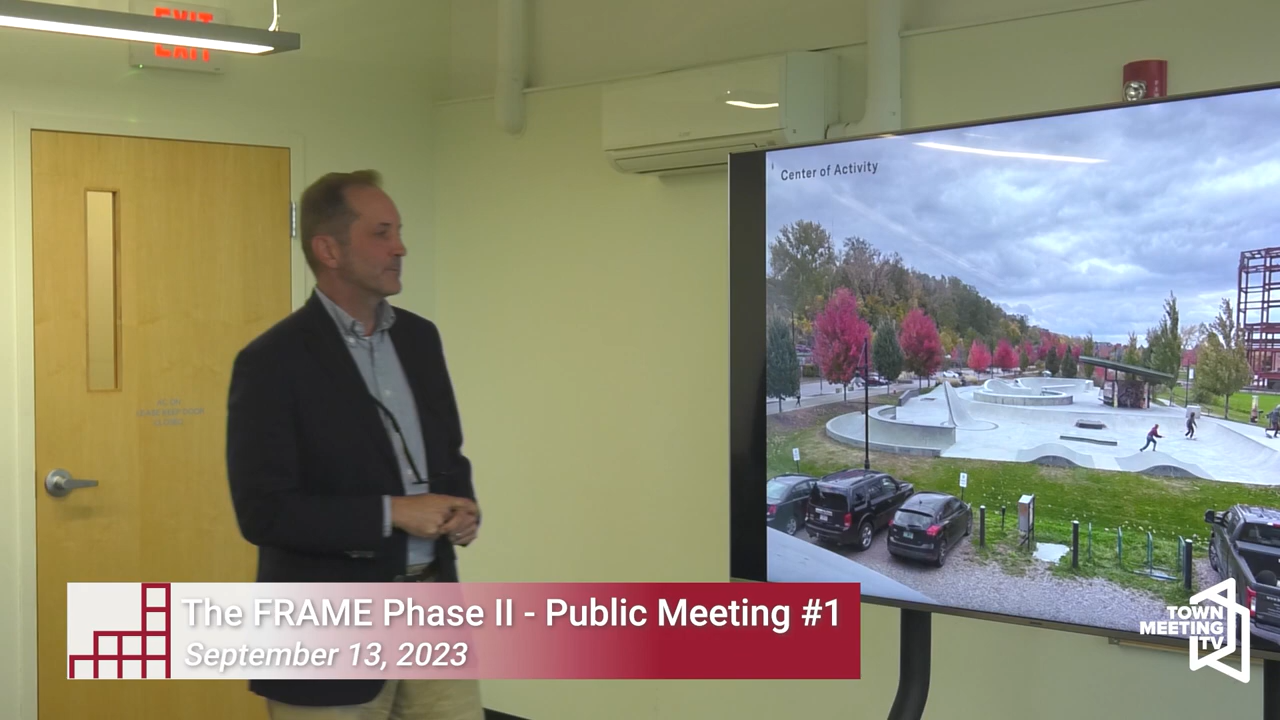 EXIT
Center of Activity
The FRAME Phase II - Public Meeting #1
September 13, 2023
TOWN
MEETING
TV